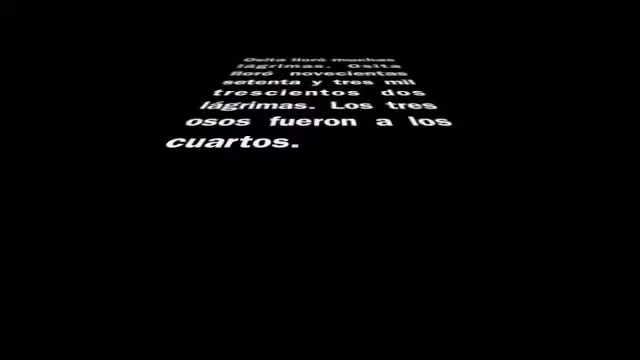 Osita lloró muchas
lágrimas. Osita
lloró novecientas
setenta y tres mil
trescientos dos
lágrimas. Los tres
osos fueron a los
cuartos.